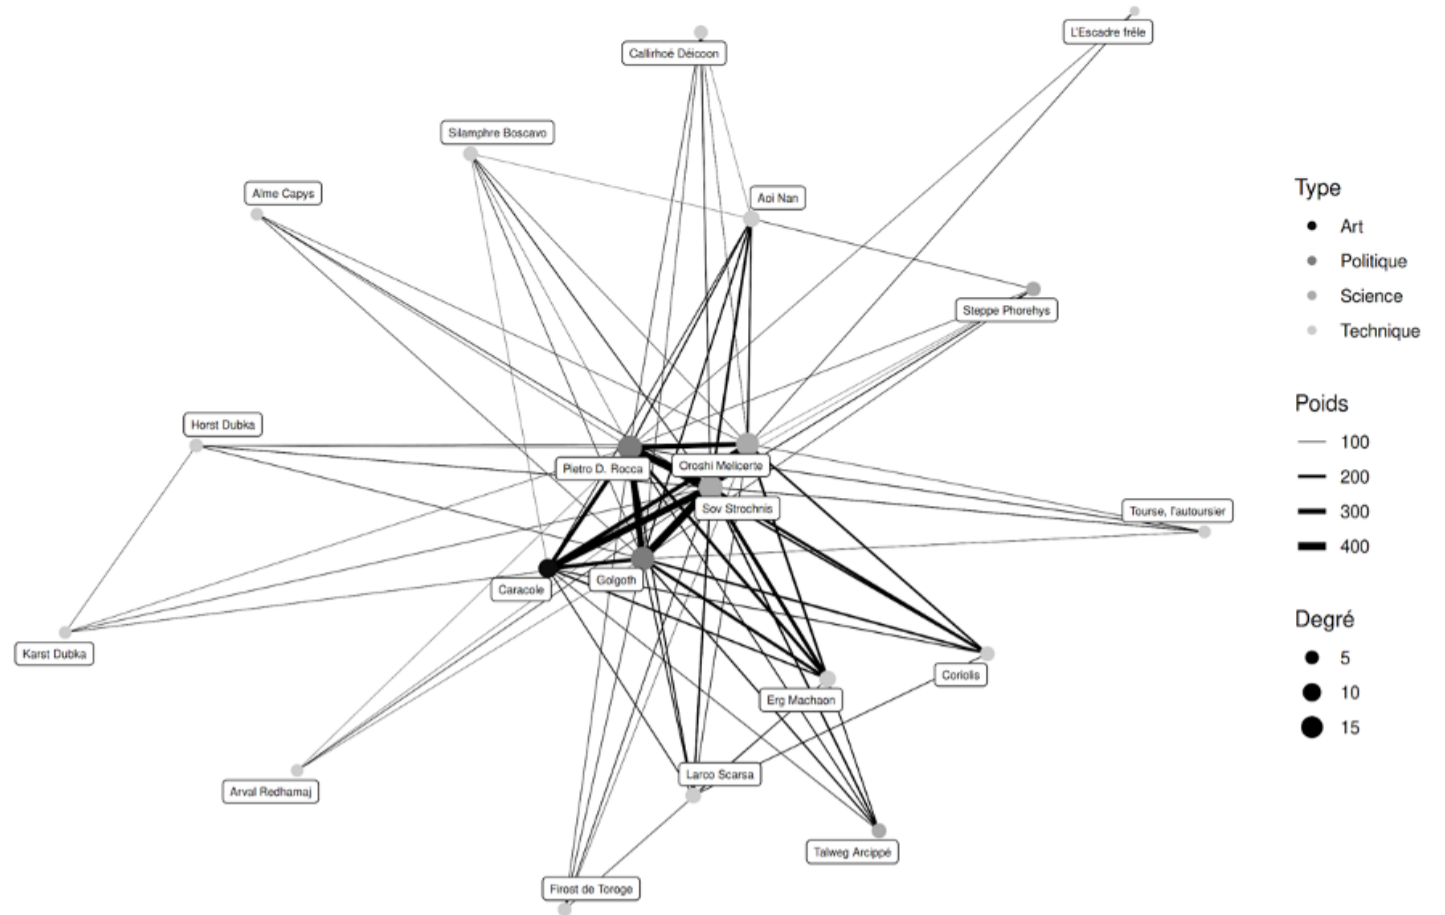 L'Escadre frêle
Callirhoé Déicoon
Silamphre Boscavo
Alme Capys
Aoi Nan
Steppe Phorehys
Horst Dubka
Pietro D. Rocca
Oroshi Melicerte
Sov Strochnis
Tourse, l'autoursier
Caracole
Golgoth
Karst Dubka
Coriolis
Erg Machaon
Arval Redhamaj
Larco Scarsa
Talweg Arcippé
Firost de Toroge
Type
Art
Politique
Science
Technique
Poids
100
200
300
400
Degré
5
10
15